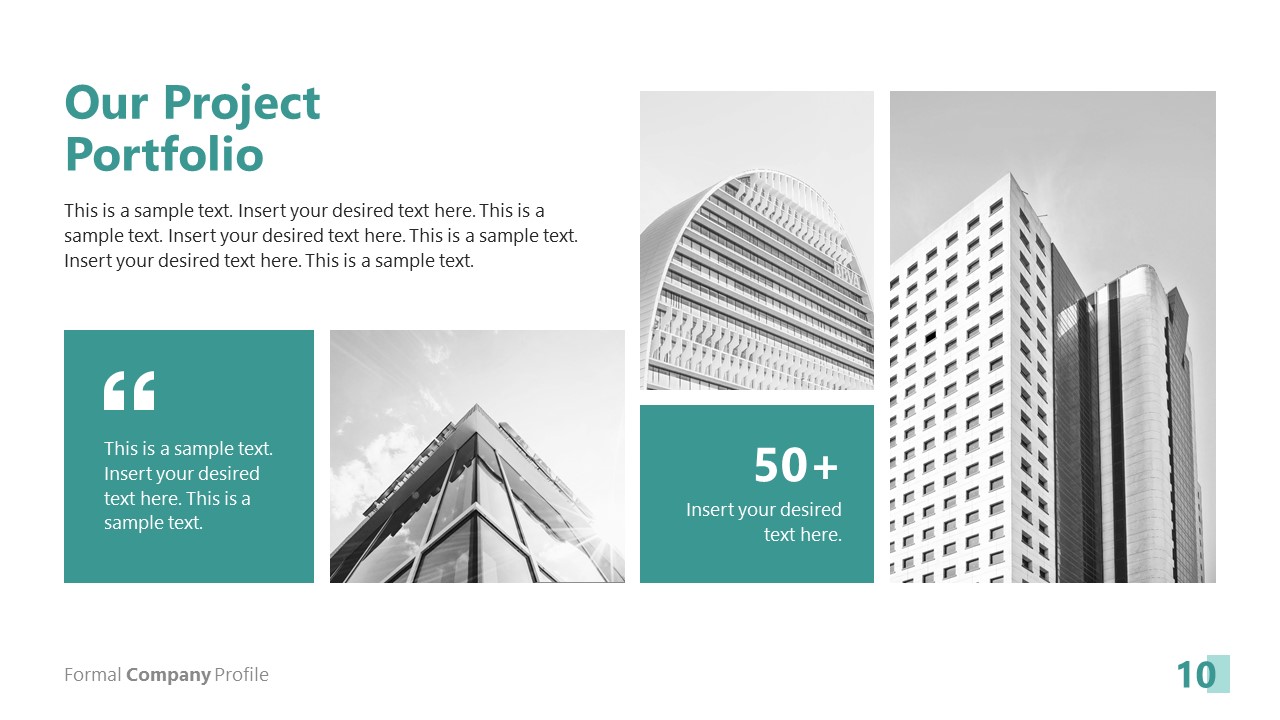 Our Project
Portfolio
This is a sample text. Insert your desired text here. This is a
sample text. Insert your desired text here. This is a sample text.
Insert your desired text here. This is a sample text.
This is a sample text.
Insert your desired
text here. This is a
sample text.
BBVA
50+
Insert your desired
text here.
Formal Company Profile
10